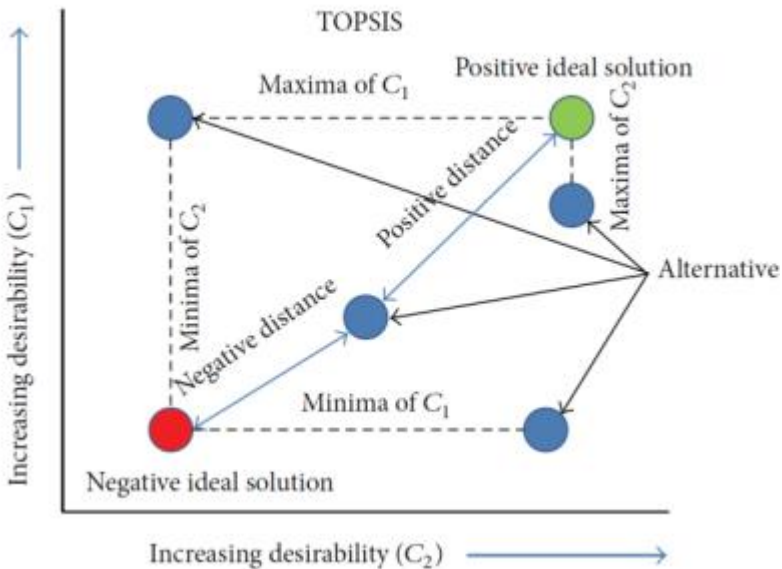 TOPSIS
Positive ideal solution
Maxima of C1
Maxima of C2
Positive distance
Increasing desirability (C1)
Minima of C2
Alternative
Negative distance
Minima of C1
Negative ideal solution
Increasing desirability (C2)